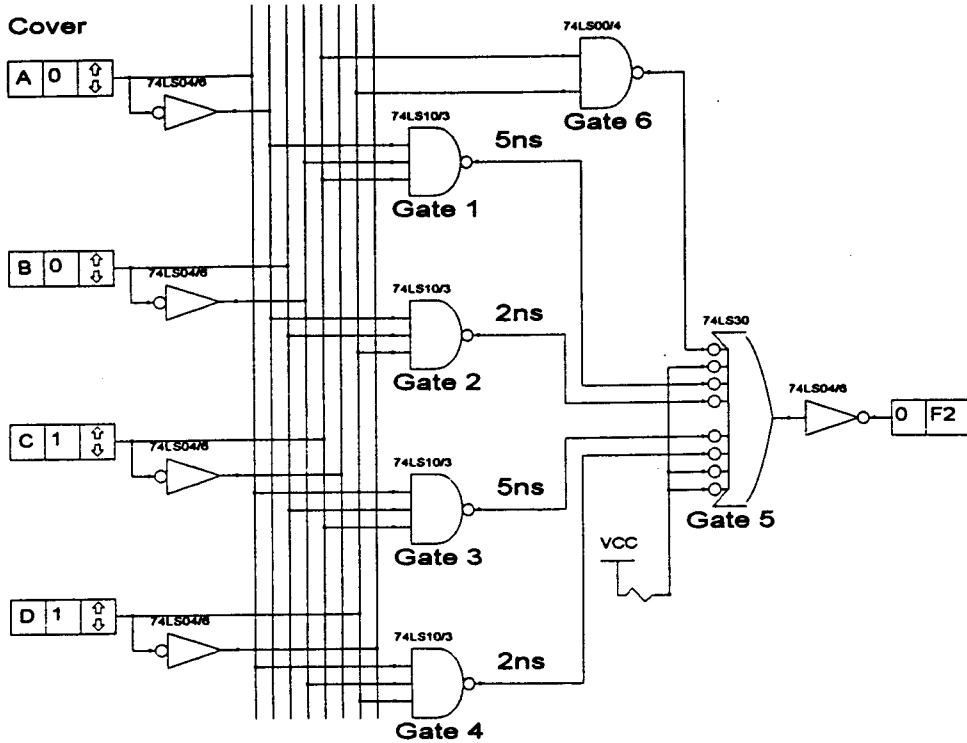 Cover
A 0
74LS04/6
74LS00/4
Gate 6
74LS10/3
5ns
Gate 1
B 0
74LS04/6
74LS10/3
2ns
Gate 2
74LS30
74LS04/6
0 F2
C 1
74LS04/6
74LS10/3
5ns
Gate 3
Gate 5
VCC
D 1
74LS04/6
74LS10/3
2ns
Gate 4